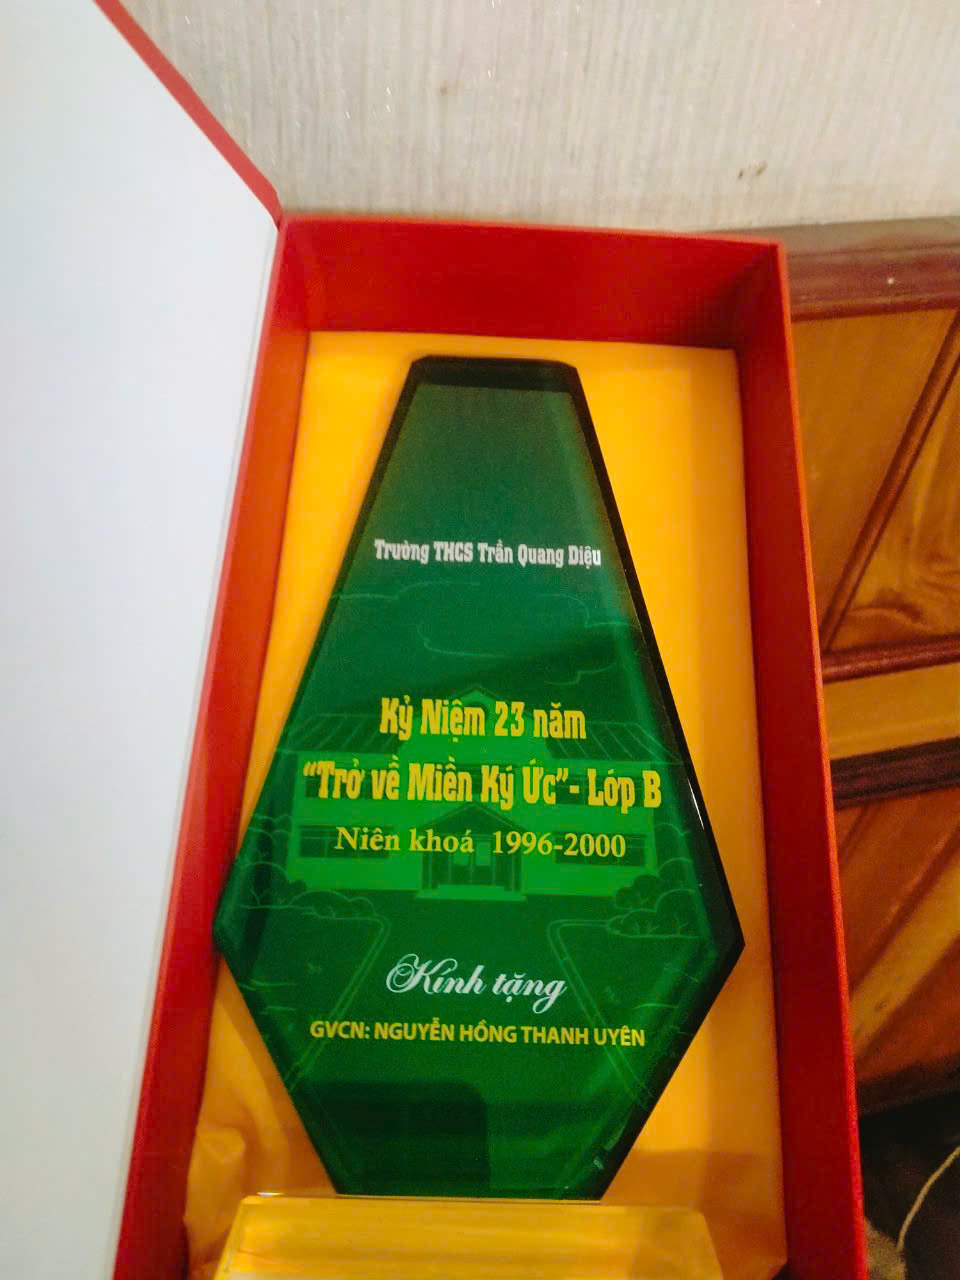 Trường THCS Trần Quang Diệu
Kỷ Niệm 23 năm
“Trở về Miền Ký Ức”- Lớp B
Niên khoá 1996-2000
Kính tặng
GVCN: NGUYỄN HỒNG THANH UYÊN